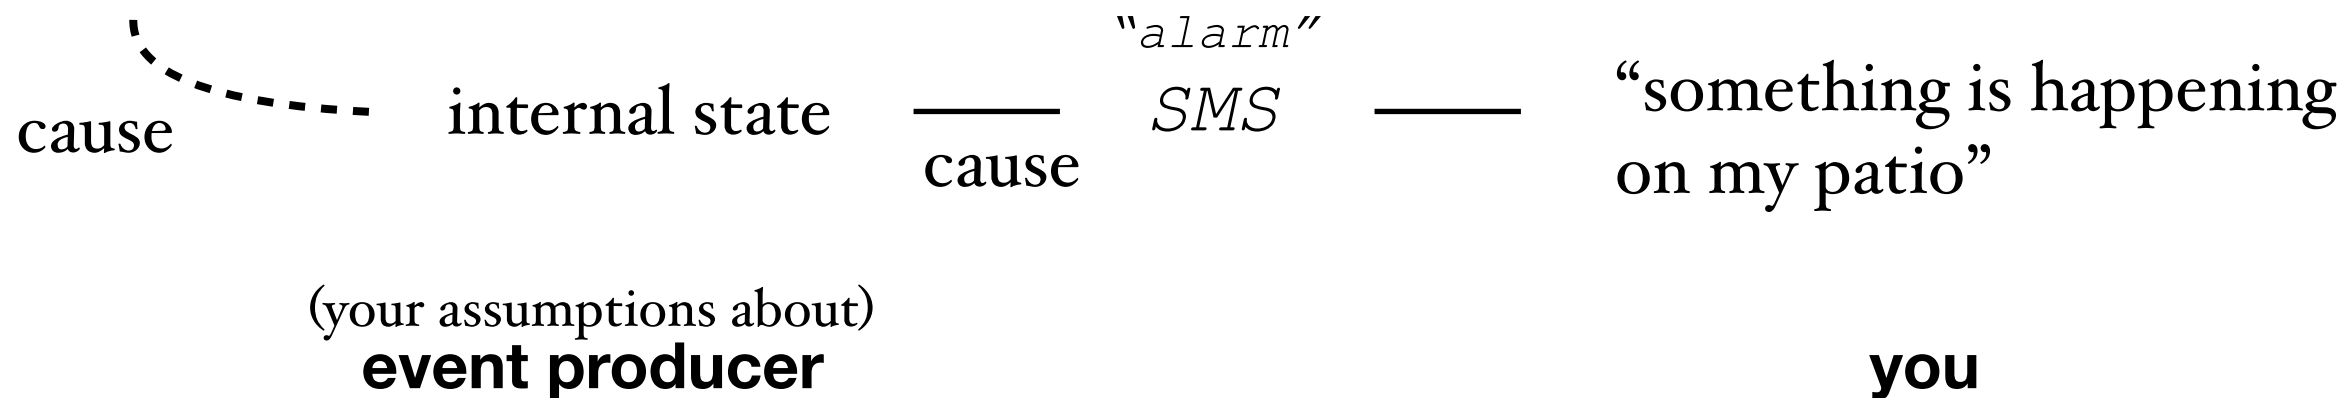 “alarm”
cause internal state SMS “something is happening
cause on my patio”
(your assumptions about)
event producer you